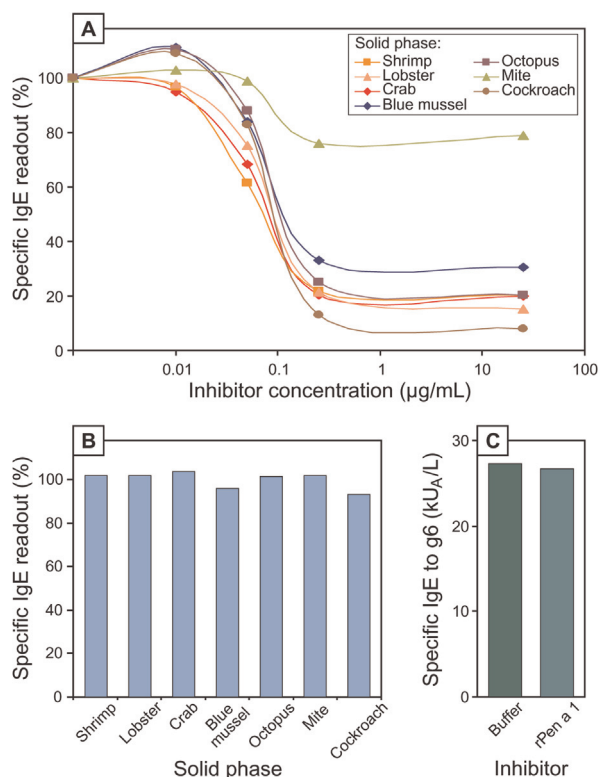 A
Solid phase:
Shrimp
Lobster
Crab
Blue mussel
Octopus
Mite
Cockroach
Specific IgE readout (%)
120
100
80
60
40
20
0
0.01
0.1
1
10
100
Inhibitor concentration (µg/mL)
B
Specific IgE readout (%)
120
100
80
60
40
20
0
Shrimp
Lobster
Crab
Blue
mussel
Octopus
Mite
Cockroach
Solid phase
C
Specific IgE to g6 (kUA/L)
30
20
10
0
Buffer
rPen a 1
Inhibitor